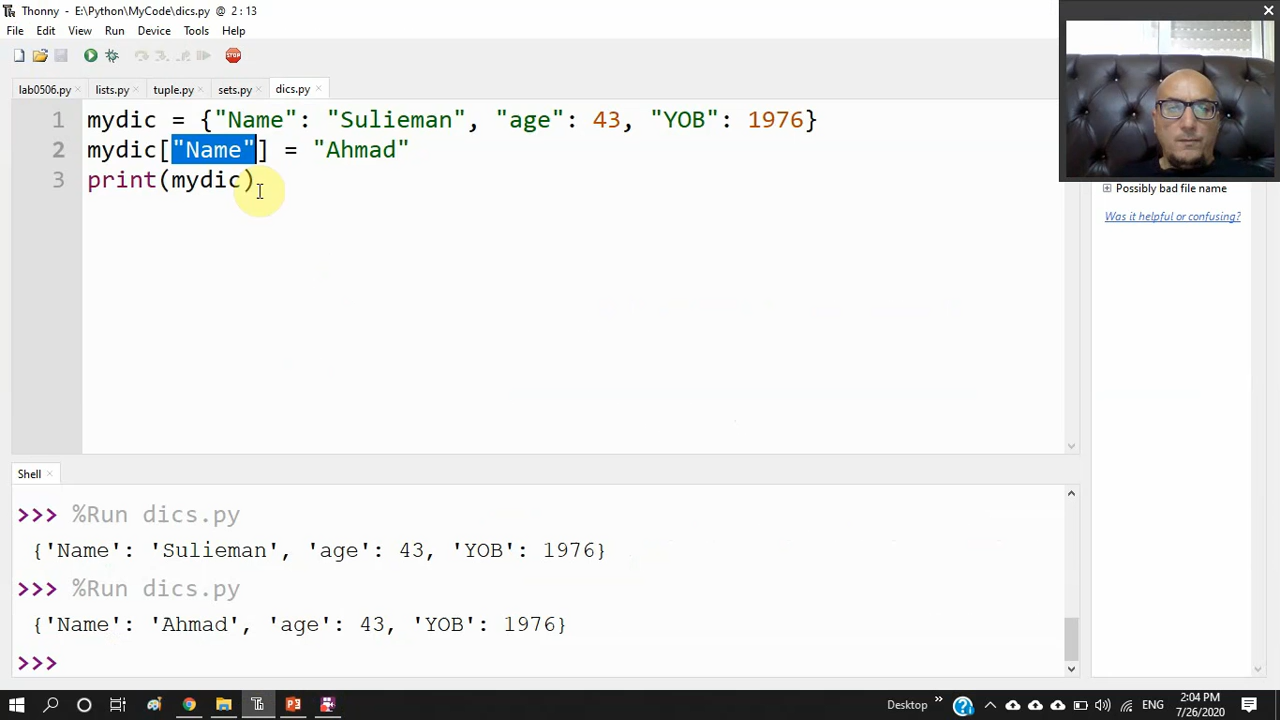 Thonny - E:\Python\MyCode\dics.py @ 2 : 13
File Edit View Run Device Tools Help
STOP
lab0506.py × lists.py × tuple.py × sets.py × dics.py ×
1 mydic = {"Name": "Sulieman", "age": 43, "YOB": 1976}
2 mydic["Name"] = "Ahmad"
3 print(mydic)
Possibly bad file name
Was it helpful or confusing?
Shell ×
>>> %Run dics.py
{'Name': 'Sulieman', 'age': 43, 'YOB': 1976}
>>> %Run dics.py
{'Name': 'Ahmad', 'age': 43, 'YOB': 1976}
>>>
Desktop » ENG 2:04 PM
7/26/2020